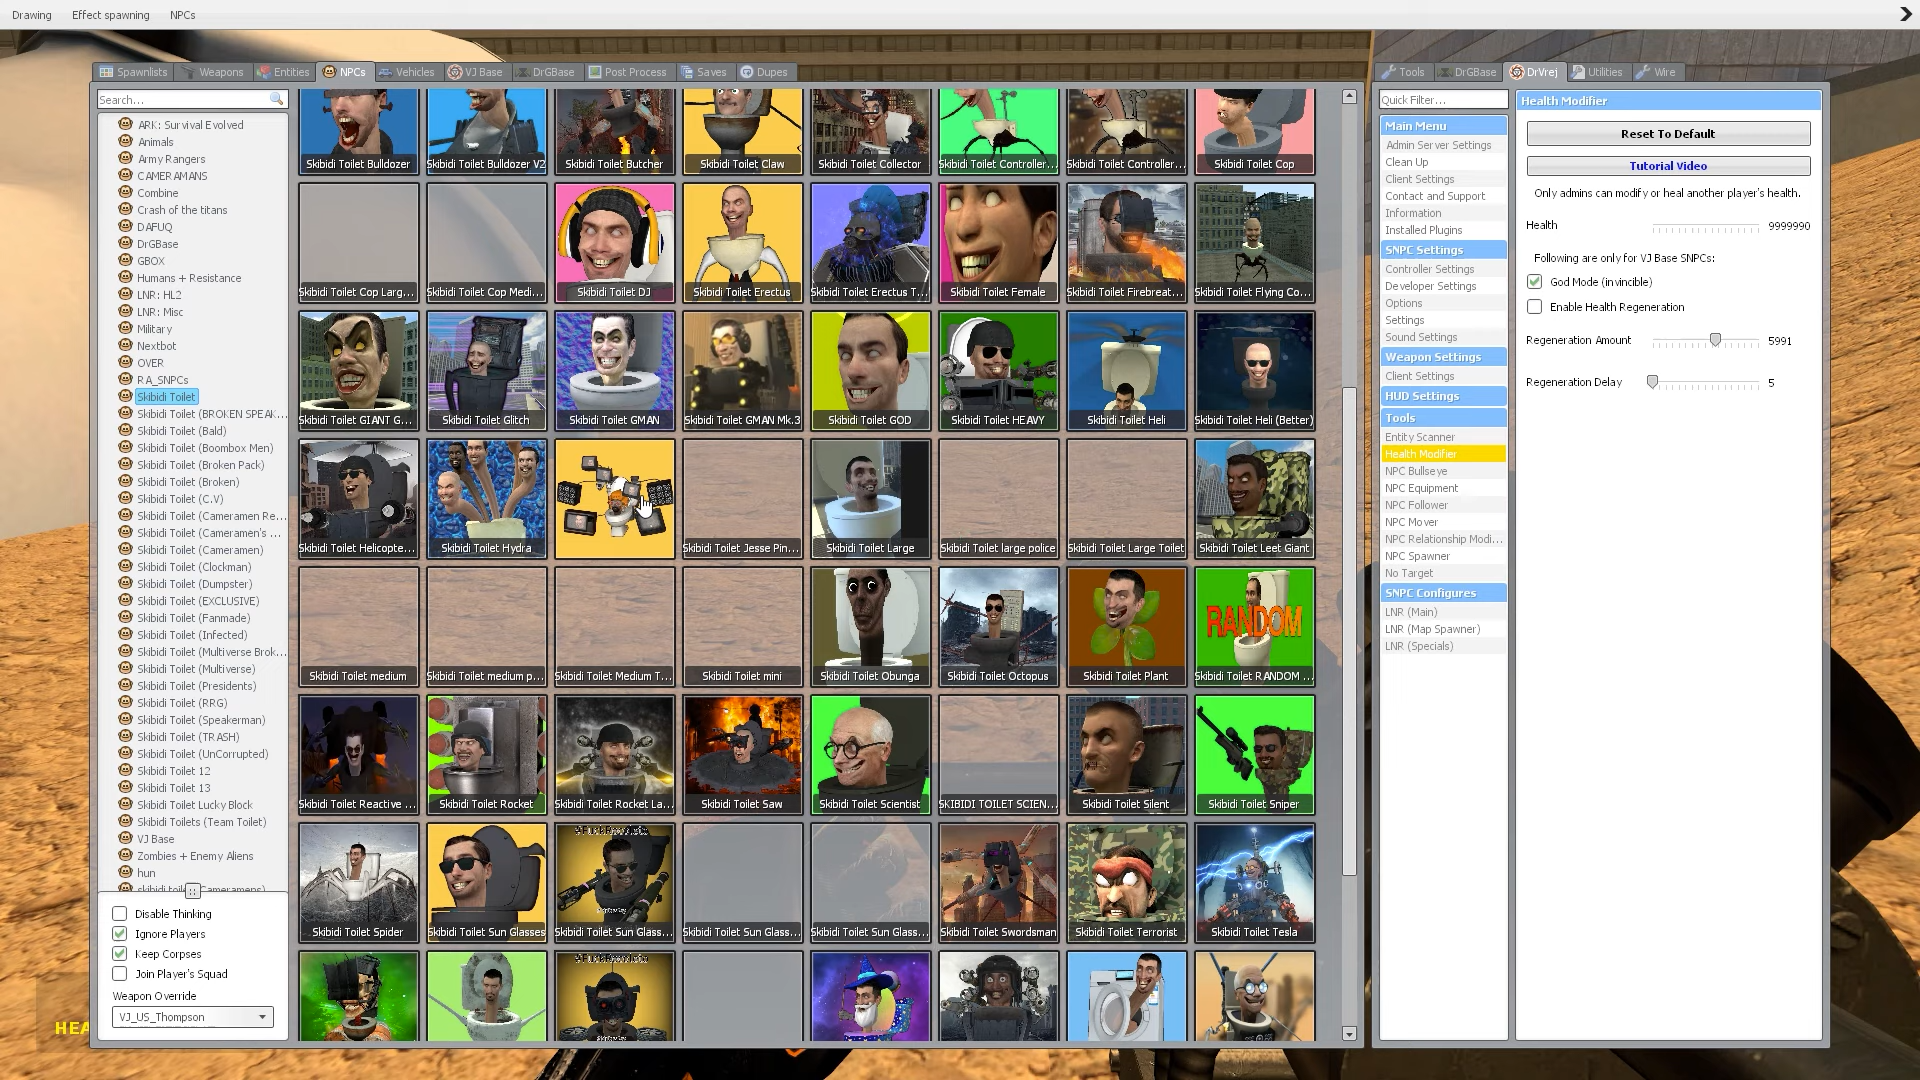 Drawing Effect spawning NPCs
Spawnlists Weapons Entities NPCs Vehicles VJ Base DrGBase Post Process Saves Dupes
Search...
ARK: Survival Evolved
Animals
Army Rangers
CAMERAMANS
Combine
Crash of the titans
DAFUQ
DrGBase
GBOX
Humans + Resistance
LNR: HL2
LNR: Misc
Military
Nextbot
OVER
RA_SNPCs
Skibidi Toilet
Skibidi Toilet (BROKEN SPEAK...
Skibidi Toilet (Bald)
Skibidi Toilet (Boombox Men)
Skibidi Toilet (Broken Pack)
Skibidi Toilet (Broken)
Skibidi Toilet (C.V)
Skibidi Toilet (Cameramen Re...
Skibidi Toilet (Cameramen's ...
Skibidi Toilet (Cameramen)
Skibidi Toilet (Clockman)
Skibidi Toilet (Dumpster)
Skibidi Toilet (EXCLUSIVE)
Skibidi Toilet (Fanmade)
Skibidi Toilet (Infected)
Skibidi Toilet (Multiverse Brok...
Skibidi Toilet (Multiverse)
Skibidi Toilet (Presidents)
Skibidi Toilet (RRG)
Skibidi Toilet (Speakerman)
Skibidi Toilet (TRASH)
Skibidi Toilet (UnCorrupted)
Skibidi Toilet 12
Skibidi Toilet 13
Skibidi Toilet Lucky Block
Skibidi Toilets (Team Toilet)
VJ Base
Zombies + Enemy Aliens
hun
Disable Thinking
Ignore Players
Keep Corpses
Join Player's Squad
Weapon Override
VJ_US_Thompson
HEA
Skibidi Toilet Bulldozer Skibidi Toilet Bulldozer V2 Skibidi Toilet Butcher Skibidi Toilet Claw Skibidi Toilet Collector Skibidi Toilet Controller... Skibidi Toilet Controller... Skibidi Toilet Cop
Skibidi Toilet Cop Larg... Skibidi Toilet Cop Medi... Skibidi Toilet DJ Skibidi Toilet Erectus Skibidi Toilet Erectus T... Skibidi Toilet Female Skibidi Toilet Firebreat... Skibidi Toilet Flying Co...
Skibidi Toilet GIANT G... Skibidi Toilet Glitch Skibidi Toilet GMAN Skibidi Toilet GMAN Mk.3 Skibidi Toilet GOD Skibidi Toilet HEAVY Skibidi Toilet Heli Skibidi Toilet Heli (Better)
Skibidi Toilet Helicopte... Skibidi Toilet Hydra Skibidi Toilet Jesse Pin... Skibidi Toilet Large Skibidi Toilet large police Skibidi Toilet Large Toilet Skibidi Toilet Leet Giant
RANDOM
Skibidi Toilet medium Skibidi Toilet medium p... Skibidi Toilet Medium T... Skibidi Toilet mini Skibidi Toilet Obunga Skibidi Toilet Octopus Skibidi Toilet Plant Skibidi Toilet RANDOM ...
Skibidi Toilet Reactive ... Skibidi Toilet Rocket Skibidi Toilet Rocket La... Skibidi Toilet Saw Skibidi Toilet Scientist SKIBIDI TOILET SCIEN... Skibidi Toilet Silent Skibidi Toilet Sniper
Skibidi Toilet Spider Skibidi Toilet Sun Glasses Skibidi Toilet Sun Glass... Skibidi Toilet Sun Glass... Skibidi Toilet Sun Glass... Skibidi Toilet Swordsman Skibidi Toilet Terrorist Skibidi Toilet Tesla
Tools DrGBase DrVrej Utilities Wire
Quick Filter...
Main Menu
Admin Server Settings
Clean Up
Client Settings
Contact and Support
Information
Installed Plugins
SNPC Settings
Controller Settings
Developer Settings
Options
Settings
Sound Settings
Weapon Settings
Client Settings
HUD Settings
Tools
Entity Scanner
Health Modifier
NPC Bullseye
NPC Equipment
NPC Follower
NPC Mover
NPC Relationship Modi...
NPC Spawner
No Target
SNPC Configures
LNR (Main)
LNR (Map Spawner)
LNR (Specials)
Health Modifier
Reset To Default
Tutorial Video
Only admins can modify or heal another player's health.
Health 9999990
Following are only for VJ Base SNPCs:
God Mode (invincible)
Enable Health Regeneration
Regeneration Amount 5991
Regeneration Delay 5